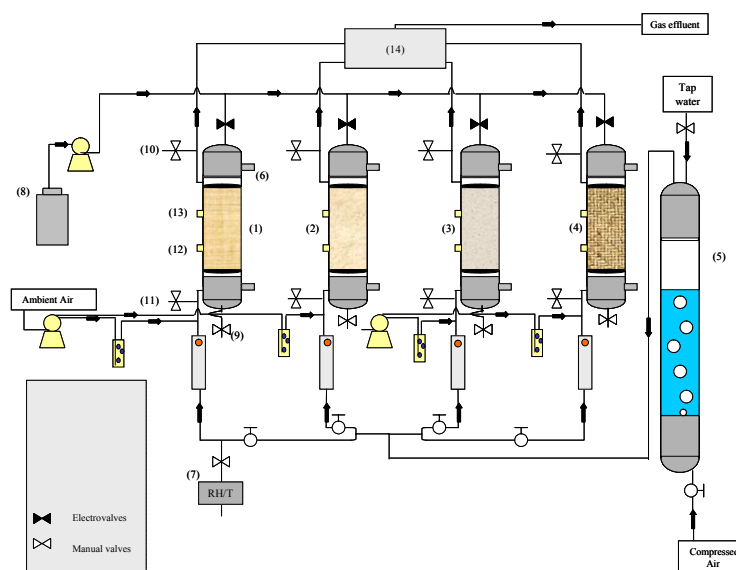 Gas effluent
(14)
Tap
water
(10)
(6)
(8)
(13)
(1)
(2)
(3)
(4)
(12)
(5)
Ambient Air
(11)
(9)
(7)
RH/T
Electrovalves
Manual valves
Compressed
Air